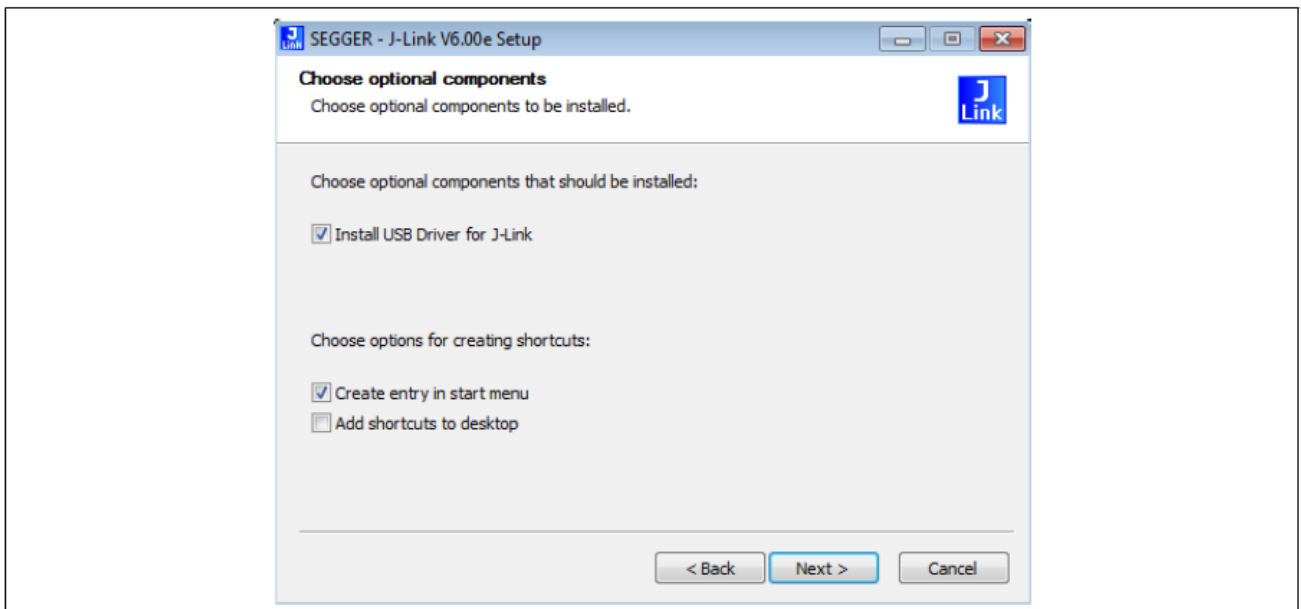 J
Link
SEGGER - J-Link V6.00e Setup
Choose optional components
Choose optional components to be installed.
J
Link
Choose optional components that should be installed:
Install USB Driver for J-Link
Choose options for creating shortcuts:
Create entry in start menu
Add shortcuts to desktop
< Back
Next >
Cancel